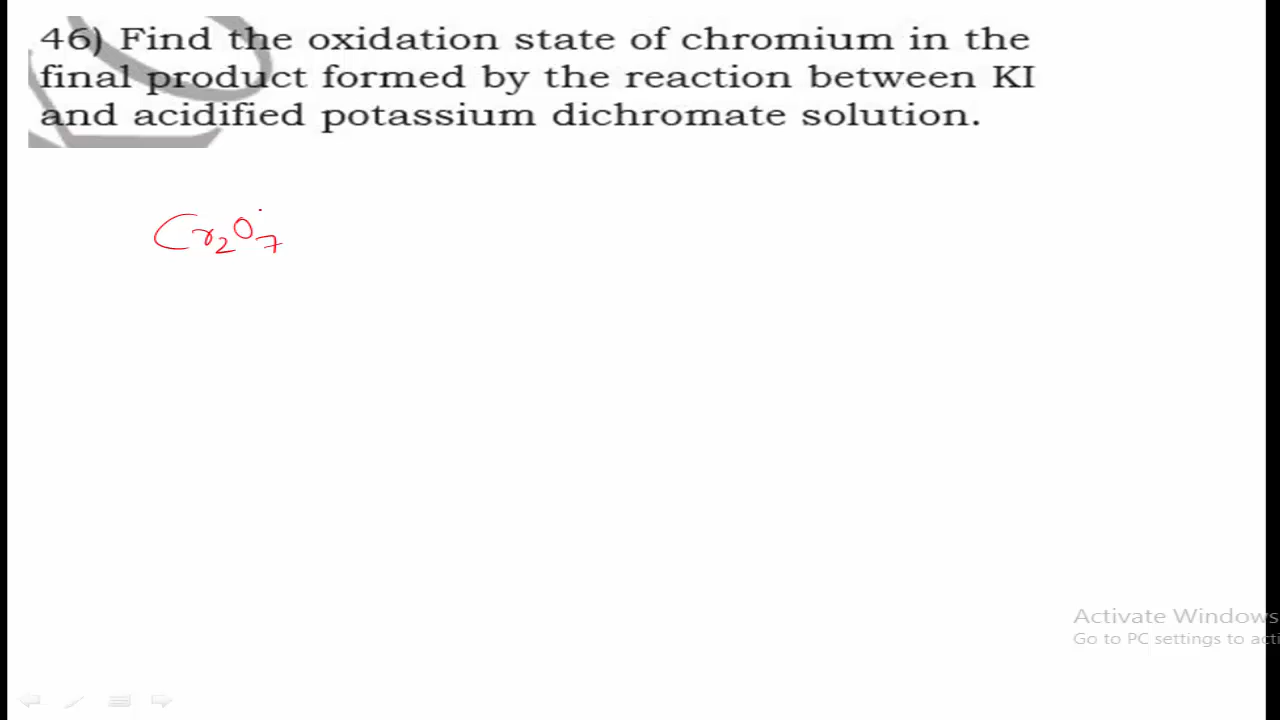 46) Find the oxidation state of chromium in the
final product formed by the reaction between KI
and acidified potassium dichromate solution.
Cr₂O₇
Activate Windows
Go to PC settings to acti